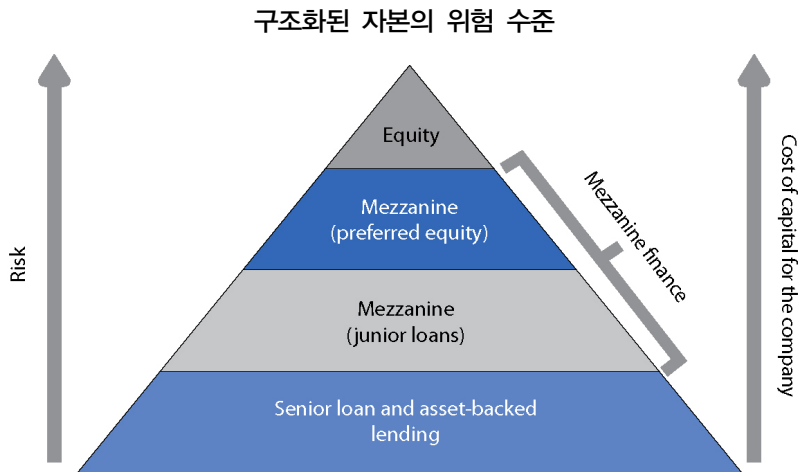 구조화된 자본의 위험 수준
Equity
Mezzanine
(preferred equity)
Mezzanine
(junior loans)
Senior loan and asset-backed
lending
Risk
Mezzanine finance
Cost of capital for the company